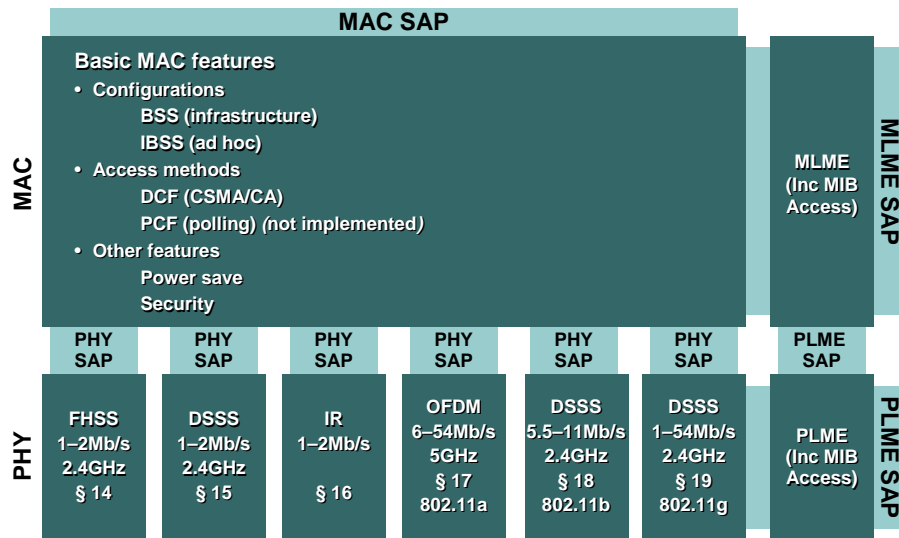 MAC SAP
MAC
Basic MAC features
• Configurations
BSS (infrastructure)
IBSS (ad hoc)
• Access methods
DCF (CSMA/CA)
PCF (polling) (not implemented)
• Other features
Power save
Security
MLME
(Inc MIB
Access)
MLME SAP
PHY
SAP
PHY
SAP
PHY
SAP
PHY
SAP
PHY
SAP
PHY
SAP
PLME
SAP
PHY
FHSS
1–2Mb/s
2.4GHz
§ 14
DSSS
1–2Mb/s
2.4GHz
§ 15
IR
1–2Mb/s
§ 16
OFDM
6–54Mb/s
5GHz
§ 17
802.11a
DSSS
5.5–11Mb/s
2.4GHz
§ 18
802.11b
DSSS
1–54Mb/s
2.4GHz
§ 19
802.11g
PLME
(Inc MIB
Access)
PLME SAP